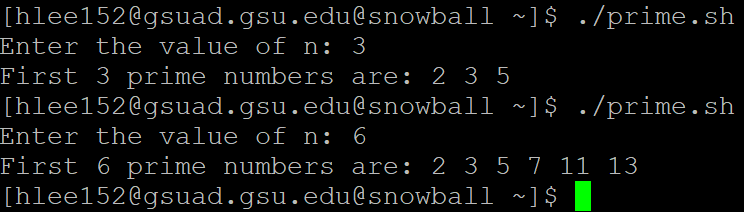 [hlee152@gsuad.gsu.edu@snowball ~]$ ./prime.sh
Enter the value of n: 3
First 3 prime numbers are: 2 3 5
[hlee152@gsuad.gsu.edu@snowball ~]$ ./prime.sh
Enter the value of n: 6
First 6 prime numbers are: 2 3 5 7 11 13
[hlee152@gsuad.gsu.edu@snowball ~]$